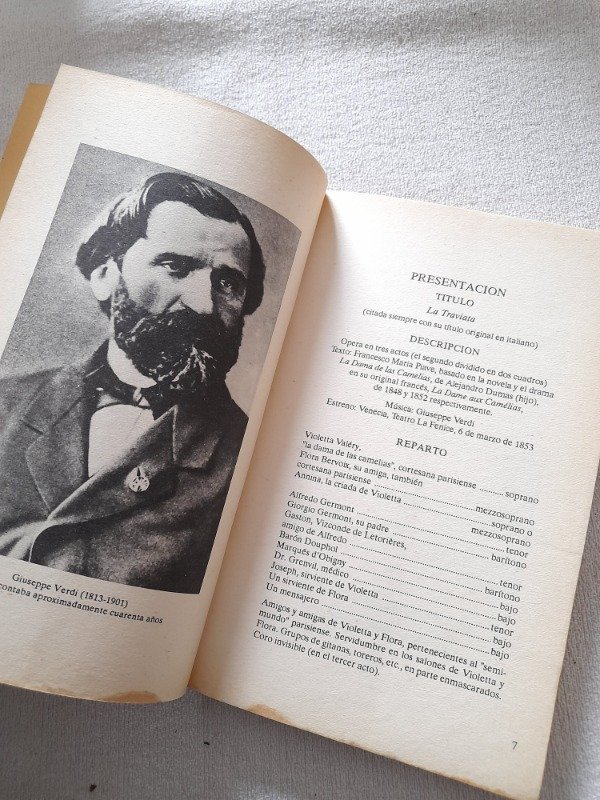 Giuseppe Verdi (1813-1901)
contaba aproximadamente cuarenta años
PRESENTACION
TITULO
La Traviata
(citada siempre con su título original en italiano)
DESCRIPCION
Opera en tres actos (el segundo dividido en dos cuadros)
Texto: Francesco Maria Piave, basado en la novela y el drama
La Dama de las Camelias, de Alejandro Dumas (hijo),
en su original francés, La Dame aux Camélias,
de 1848 y 1852 respectivamente.
Música: Giuseppe Verdi
Estreno: Venecia, Teatro La Fenice, 6 de marzo de 1853
REPARTO
Violetta Valéry,
"la dama de las camelias", cortesana parisiense .......... soprano
Flora Bervoix, su amiga, también
cortesana parisiense .......... mezzosoprano
Annina, la criada de Violetta .......... soprano o
mezzosoprano
Alfredo Germont .......... tenor
Giorgio Germont, su padre .......... barítono
Gaston, Vizconde de Letorières,
amigo de Alfredo .......... tenor
Barón Douphol .......... barítono
Marqués d'Obigny .......... bajo
Dr. Grenvil, médico .......... bajo
Joseph, sirviente de Violetta .......... tenor
Un sirviente de Flora .......... bajo
Un mensajero .......... bajo
Amigos y amigas de Violetta y Flora, pertenecientes al "semi-
mundo" parisiense. Servidumbre en los salones de Violetta y
Flora. Grupos de gitanas, toreros, etc., en parte enmascarados.
Coro invisible (en el tercer acto).
7